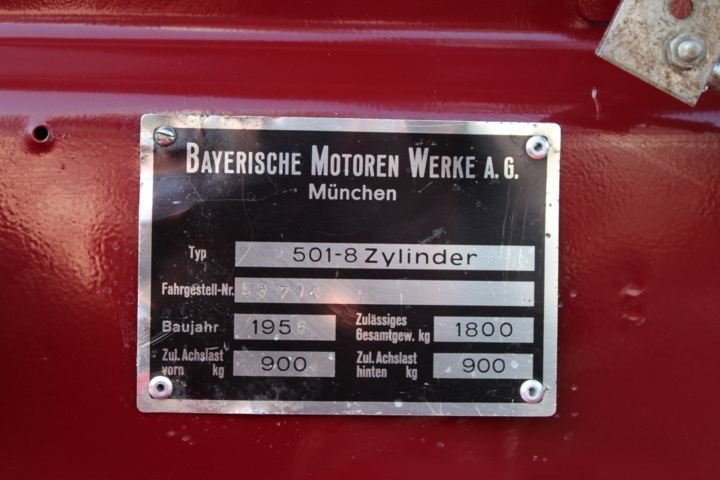 BAYERISCHE MOTOREN WERKE A. G.
München
Typ 501-8 Zylinder
Fahrgestell-Nr.
Baujahr 1956 Zulässiges Gesamtgew. kg 1800
Zul. Achslast vorn kg 900 Zul. Achslast hinten kg 900